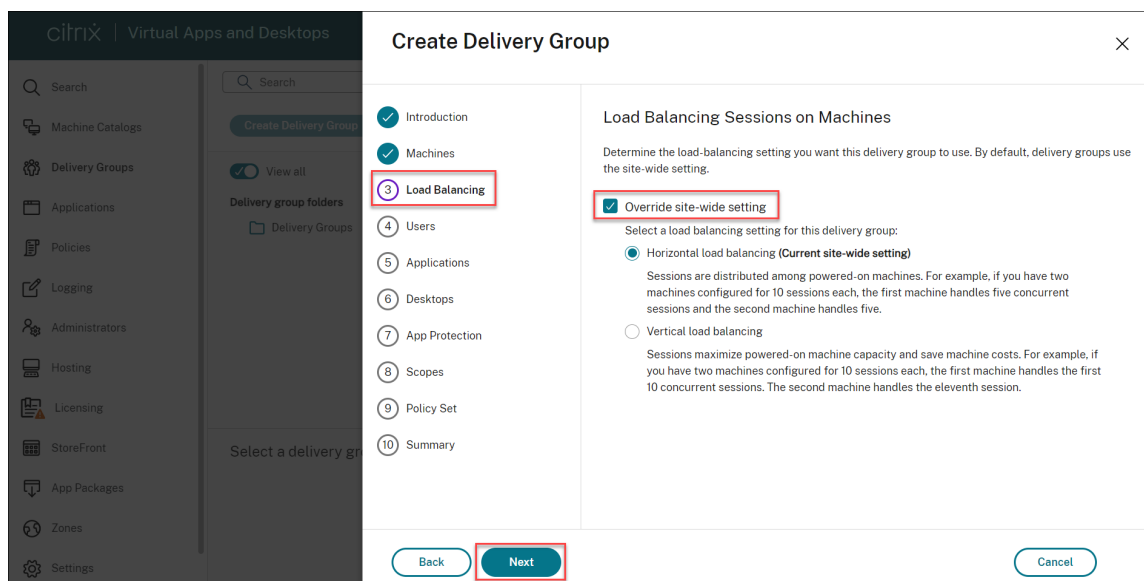 citrix | Virtual Apps and Desktops
Search
Machine Catalogs
Delivery Groups
Applications
Policies
Logging
Administrators
Hosting
Licensing
StoreFront
App Packages
Zones
Settings
Search
Create Delivery Group
View all
Delivery group folders
Delivery Groups
Select a delivery gr
Create Delivery Group
Introduction
Machines
3 Load Balancing
4 Users
5 Applications
6 Desktops
7 App Protection
8 Scopes
9 Policy Set
10 Summary
Load Balancing Sessions on Machines
Determine the load-balancing setting you want this delivery group to use. By default, delivery groups use
the site-wide setting.
Override site-wide setting
Select a load balancing setting for this delivery group:
Horizontal load balancing (Current site-wide setting)
Sessions are distributed among powered-on machines. For example, if you have two
machines configured for 10 sessions each, the first machine handles five concurrent
sessions and the second machine handles five.
Vertical load balancing
Sessions maximize powered-on machine capacity and save machine costs. For example, if
you have two machines configured for 10 sessions each, the first machine handles the first
10 concurrent sessions. The second machine handles the eleventh session.
Back
Next
Cancel